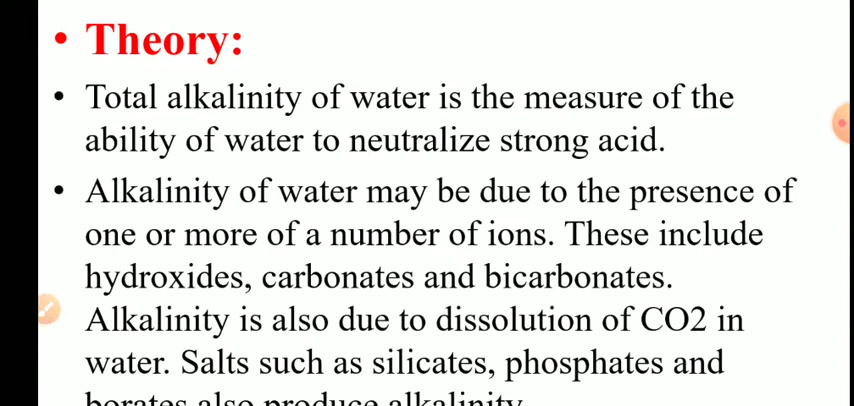 • Theory:
• Total alkalinity of water is the measure of the
ability of water to neutralize strong acid.
• Alkalinity of water may be due to the presence of
one or more of a number of ions. These include
hydroxides, carbonates and bicarbonates.
Alkalinity is also due to dissolution of CO2 in
water. Salts such as silicates, phosphates and
borates also produce alkalinity.